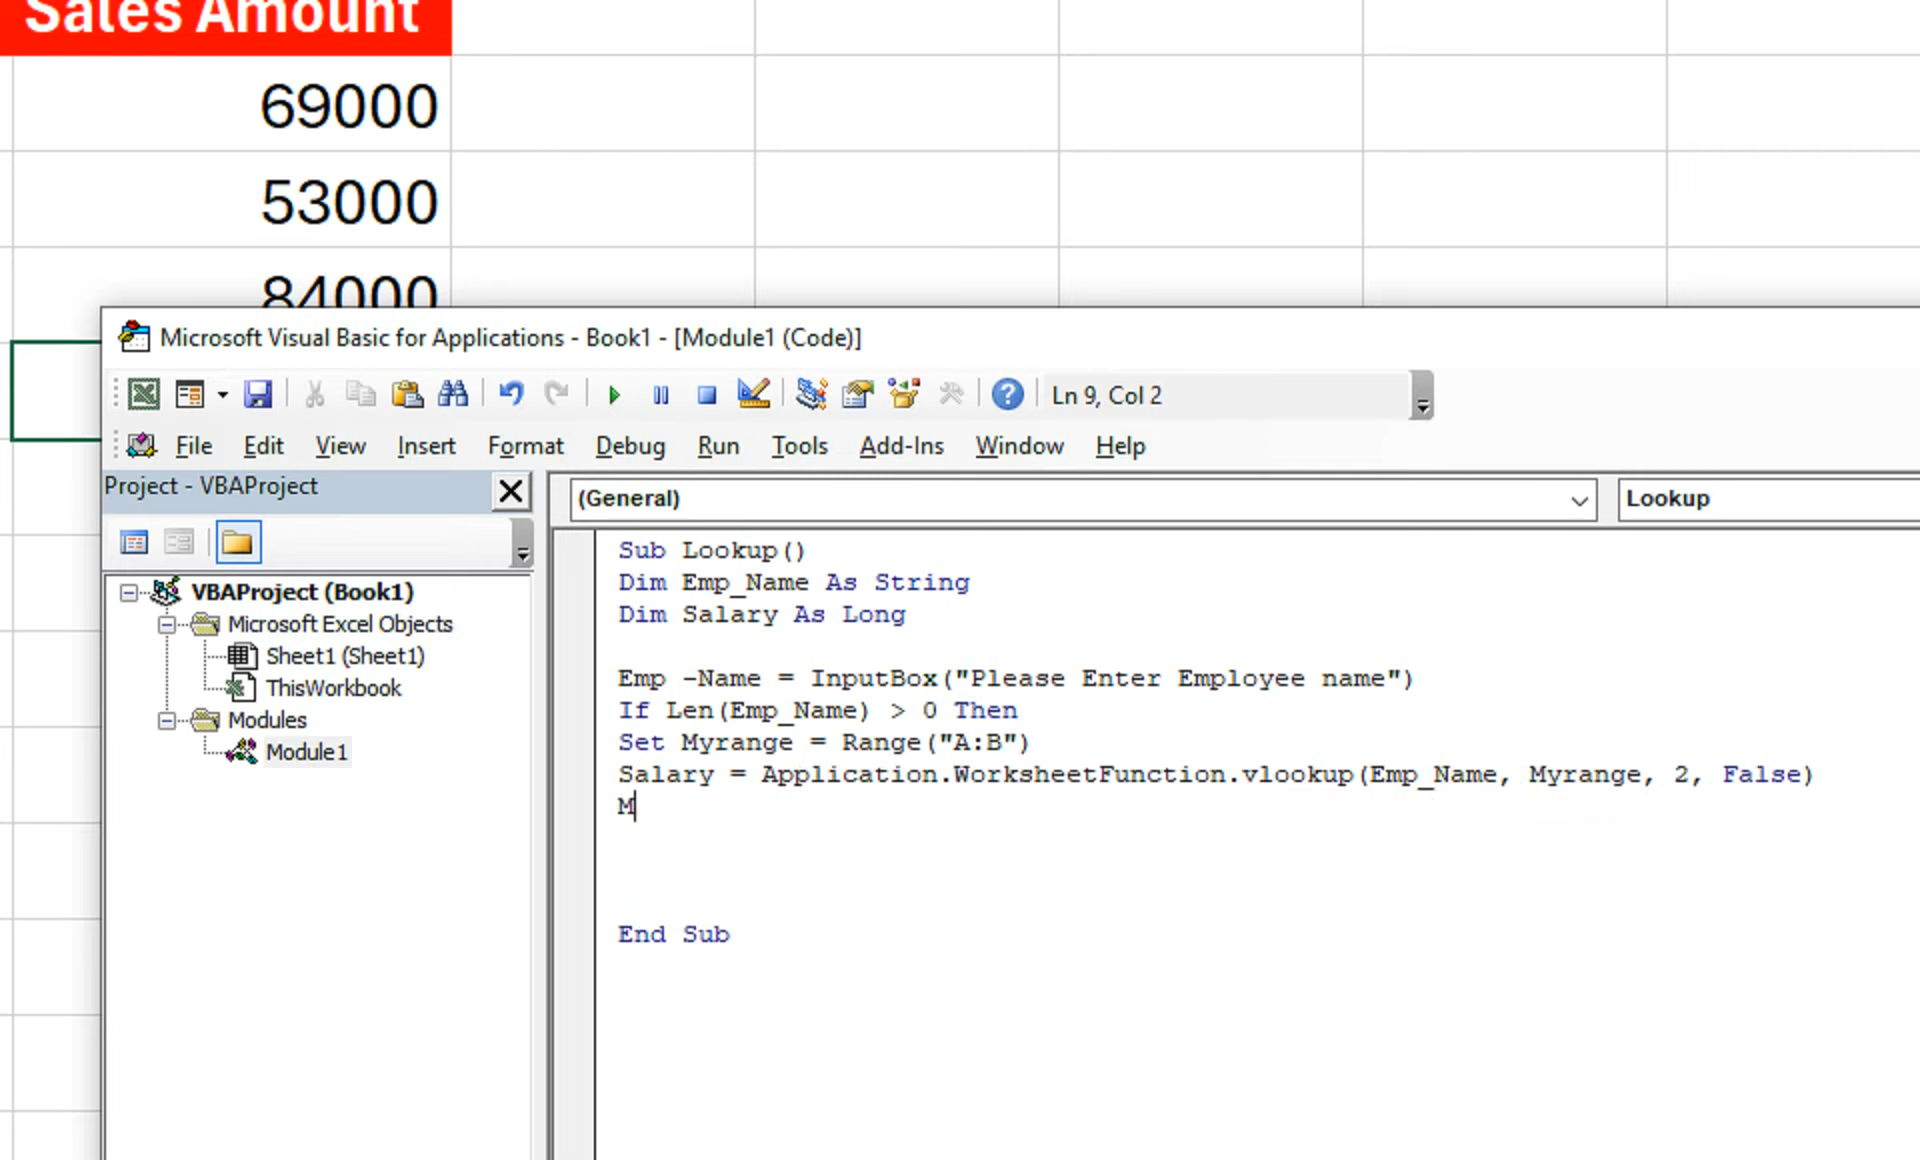 Sales Amount
69000
53000
84000
Microsoft Visual Basic for Applications - Book1 - [Module1 (Code)]
Ln 9, Col 2
File Edit View Insert Format Debug Run Tools Add-Ins Window Help
Project - VBAProject
(General)
Lookup
VBAProject (Book1)
Microsoft Excel Objects
Sheet1 (Sheet1)
ThisWorkbook
Modules
Module1
Sub Lookup()
Dim Emp_Name As String
Dim Salary As Long
Emp -Name = InputBox("Please Enter Employee name")
If Len(Emp_Name) > 0 Then
Set Myrange = Range("A:B")
Salary = Application.WorksheetFunction.vlookup(Emp_Name, Myrange, 2, False)
M
End Sub